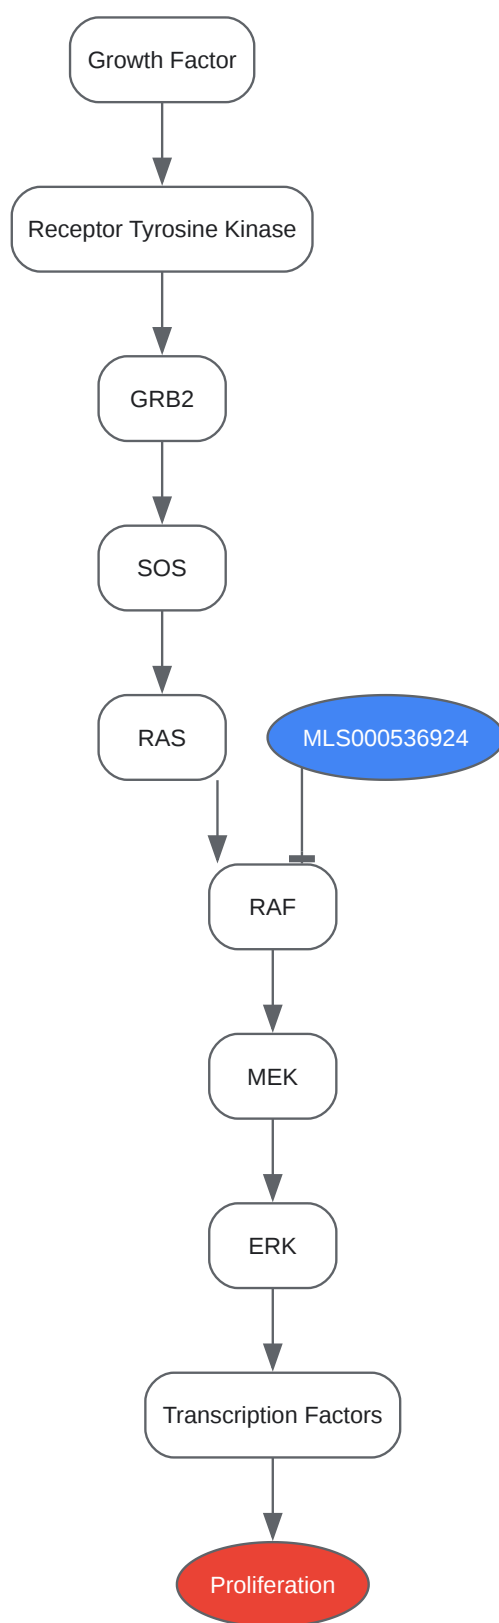 Growth Factor
Receptor Tyrosine Kinase
GRB2
SOS
RAS
MLS000536924
RAF
MEK
ERK
Transcription Factors
Proliferation